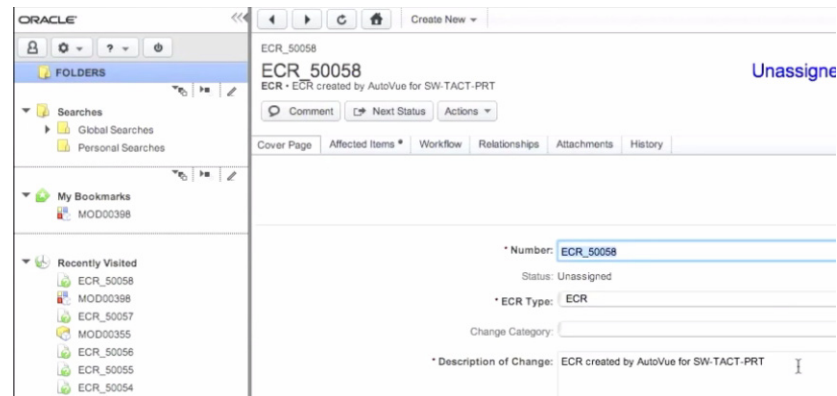 ORACLE
Create New
?
FOLDERS
Searches
Global Searches
Personal Searches
My Bookmarks
MOD00398
Recently Visited
ECR_50058
MOD00398
ECR_50057
MOD00355
ECR_50056
ECR_50055
ECR_50054
ECR_50058
ECR_50058
Unassigne
ECR • ECR created by AutoVue for SW-TACT-PRT
Comment Next Status Actions
Cover Page Affected Items * Workflow Relationships Attachments History
* Number: ECR_50058
Status: Unassigned
* ECR Type: ECR
Change Category:
* Description of Change: ECR created by AutoVue for SW-TACT-PRT